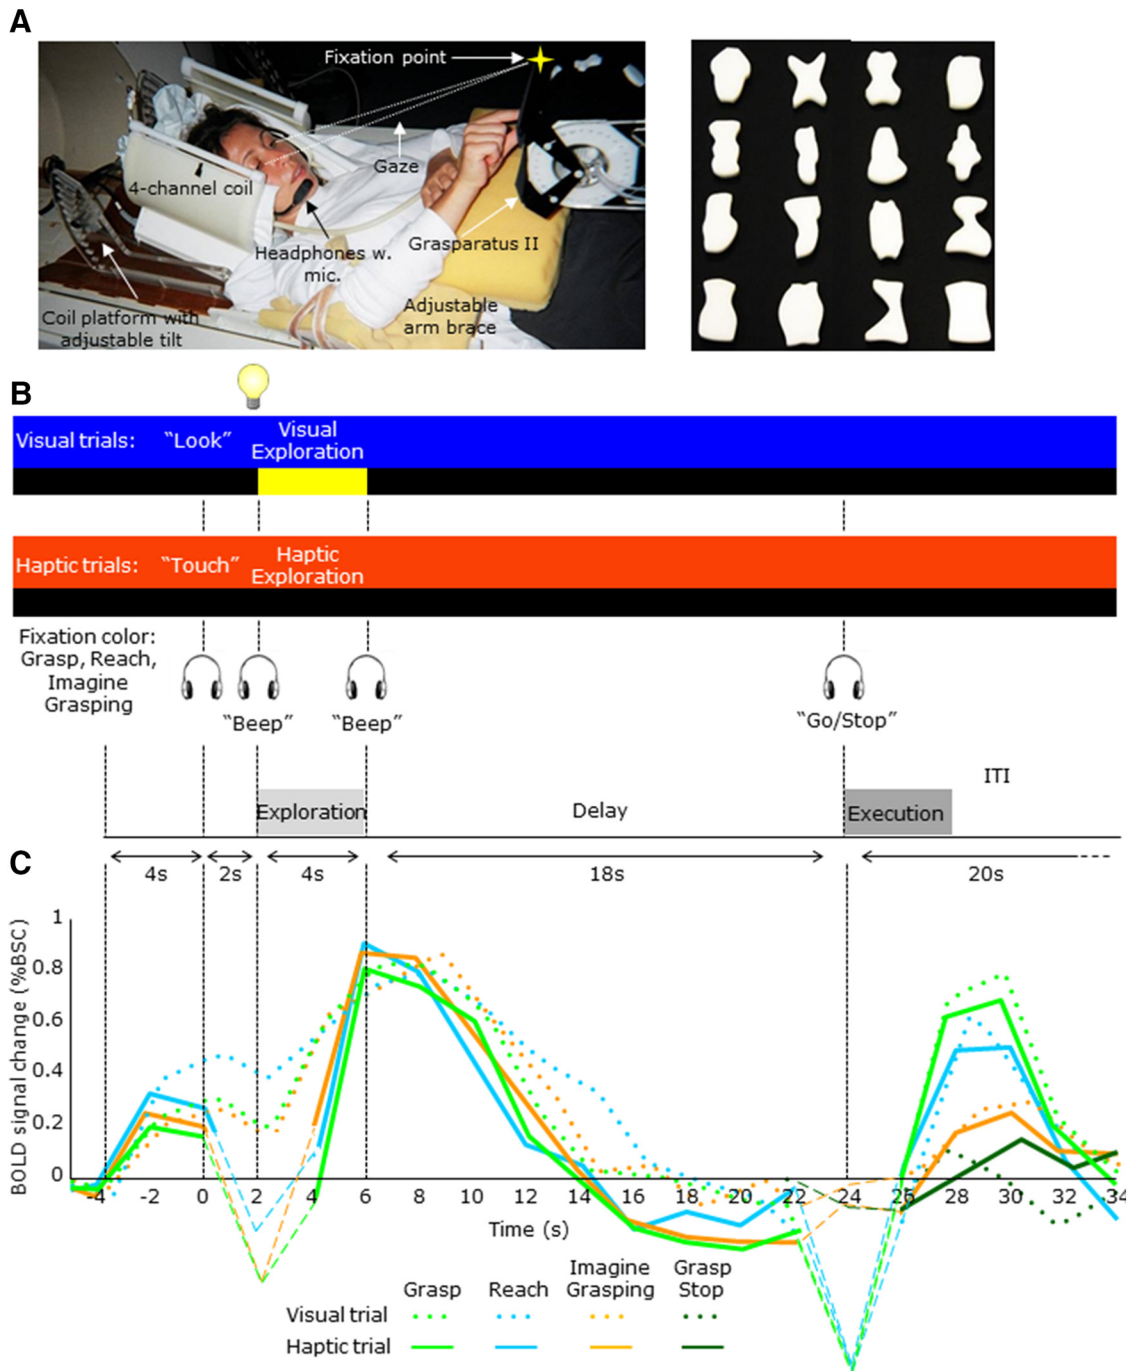 A
Fixation point
Gaze
4-channel coil
Headphones w.
mic.
Grasparatus II
Coil platform with
adjustable tilt
Adjustable
arm brace
B
Visual trials:
“Look”
Visual
Exploration
Haptic trials:
“Touch”
Haptic
Exploration
Fixation color:
Grasp, Reach,
Imagine
Grasping
“Beep”
“Beep”
“Go/Stop”
Exploration
Delay
Execution
ITI
C
4s
2s
4s
18s
20s
BOLD signal change (%BSC)
1
0.8
0.6
0.4
0.2
0
-4 -2 0 2 4 6 8 10 12 14 16 18 20 22 24 26 28 30 32 34
Time (s)
Grasp
Reach
Imagine
Grasping
Grasp
Stop
Visual trial
Haptic trial